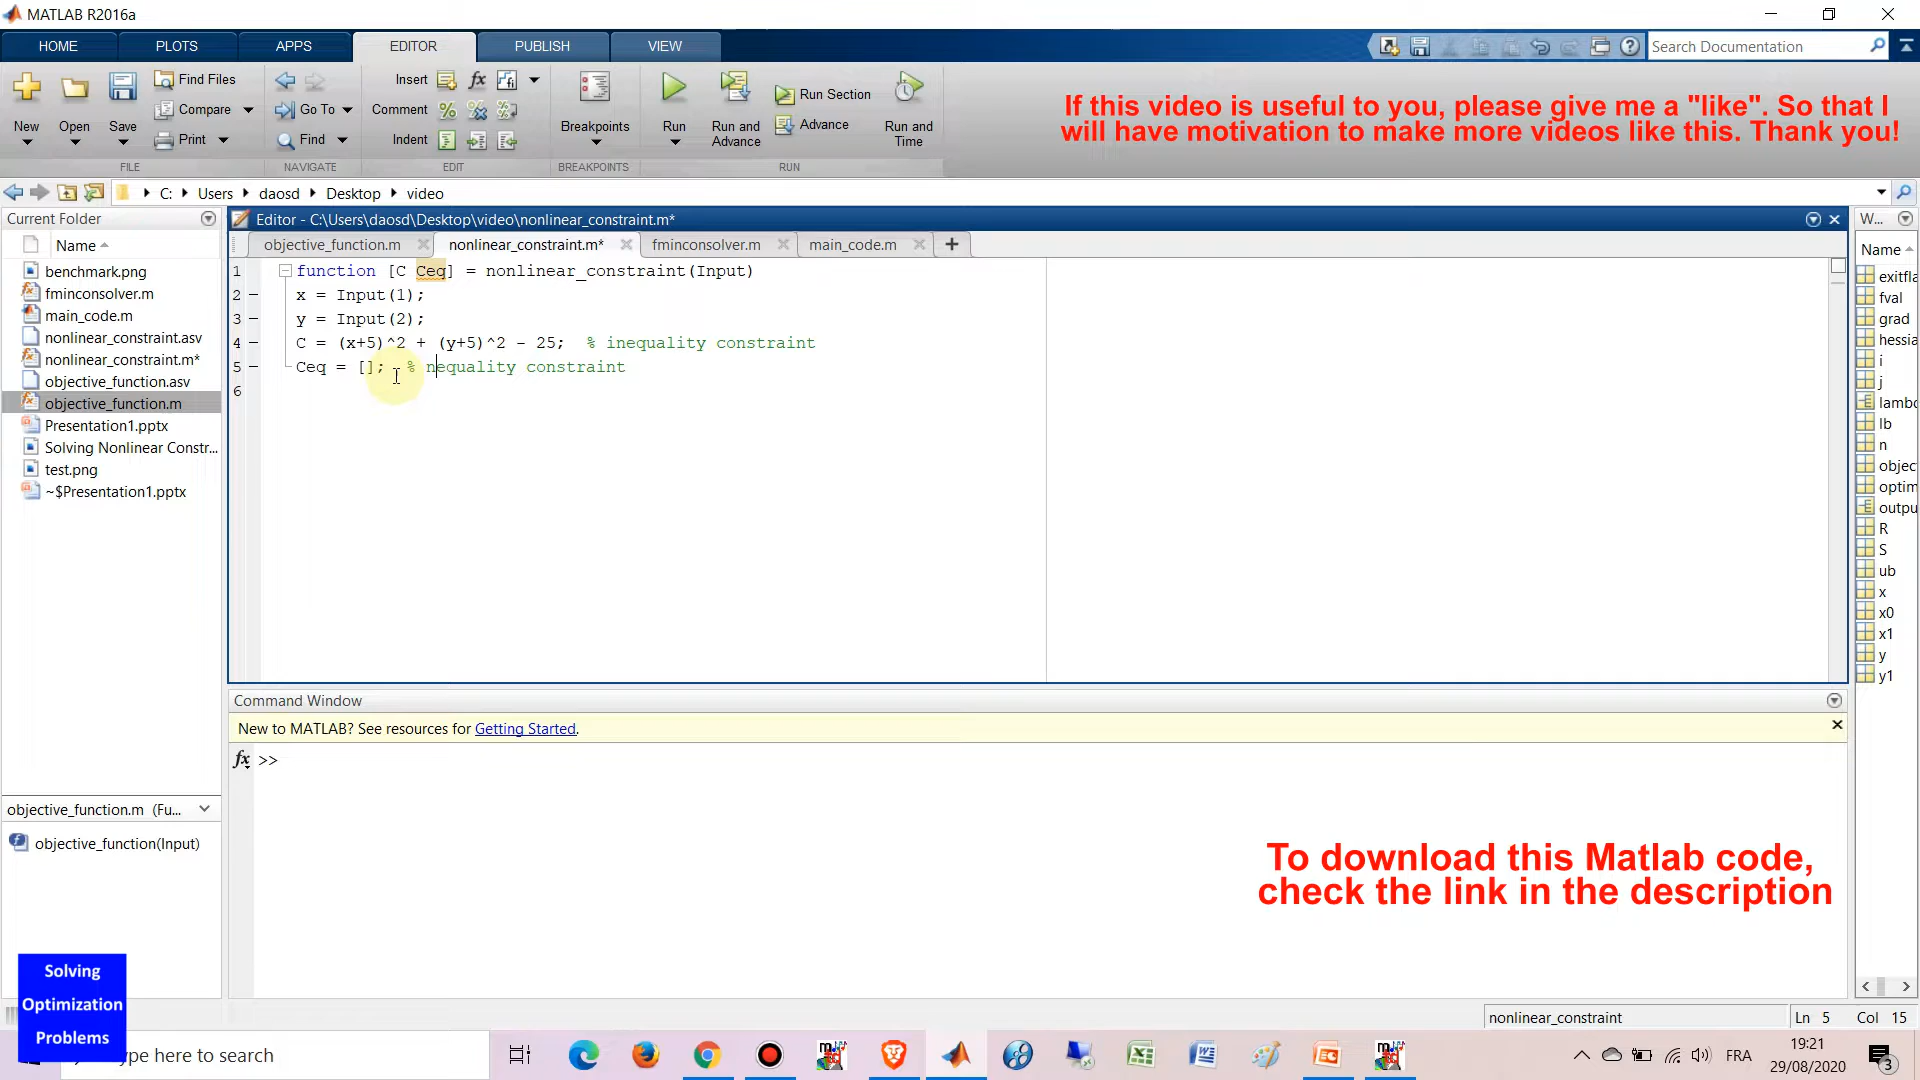 MATLAB R2016a
HOME PLOTS APPS EDITOR PUBLISH VIEW
Search Documentation
New Open Save
Find Files
Compare
Print
FILE
Go To
Find
NAVIGATE
Insert
Comment
Indent
EDIT
Breakpoints
BREAKPOINTS
Run
Run and
Advance
Run Section
Advance
Run and
Time
RUN
If this video is useful to you, please give me a "like". So that I
will have motivation to make more videos like this. Thank you!
C: Users daosd Desktop video
Current Folder
Name
benchmark.png
fminconsolver.m
main_code.m
nonlinear_constraint.asv
nonlinear_constraint.m*
objective_function.asv
objective_function.m
Presentation1.pptx
Solving Nonlinear Constr...
test.png
~$Presentation1.pptx
objective_function.m (Fu...
objective_function(Input)
Editor - C:\Users\daosd\Desktop\video\nonlinear_constraint.m*
objective_function.m nonlinear_constraint.m* fminconsolver.m main_code.m
1 function [C Ceq] = nonlinear_constraint(Input)
2 x = Input(1);
3 y = Input(2);
4 C = (x+5)^2 + (y+5)^2 - 25; % inequality constraint
5 Ceq = []; % nequality constraint
6
Command Window
New to MATLAB? See resources for Getting Started.
fx >>
W...
Name
exitfla
fval
grad
hessia
i
j
lambo
lb
n
objec
optim
outpu
R
S
ub
x
x0
x1
y
y1
To download this Matlab code,
check the link in the description
Solving
Optimization
Problems
nonlinear_constraint
Ln 5 Col 15
ype here to search
FRA
19:21
29/08/2020
3